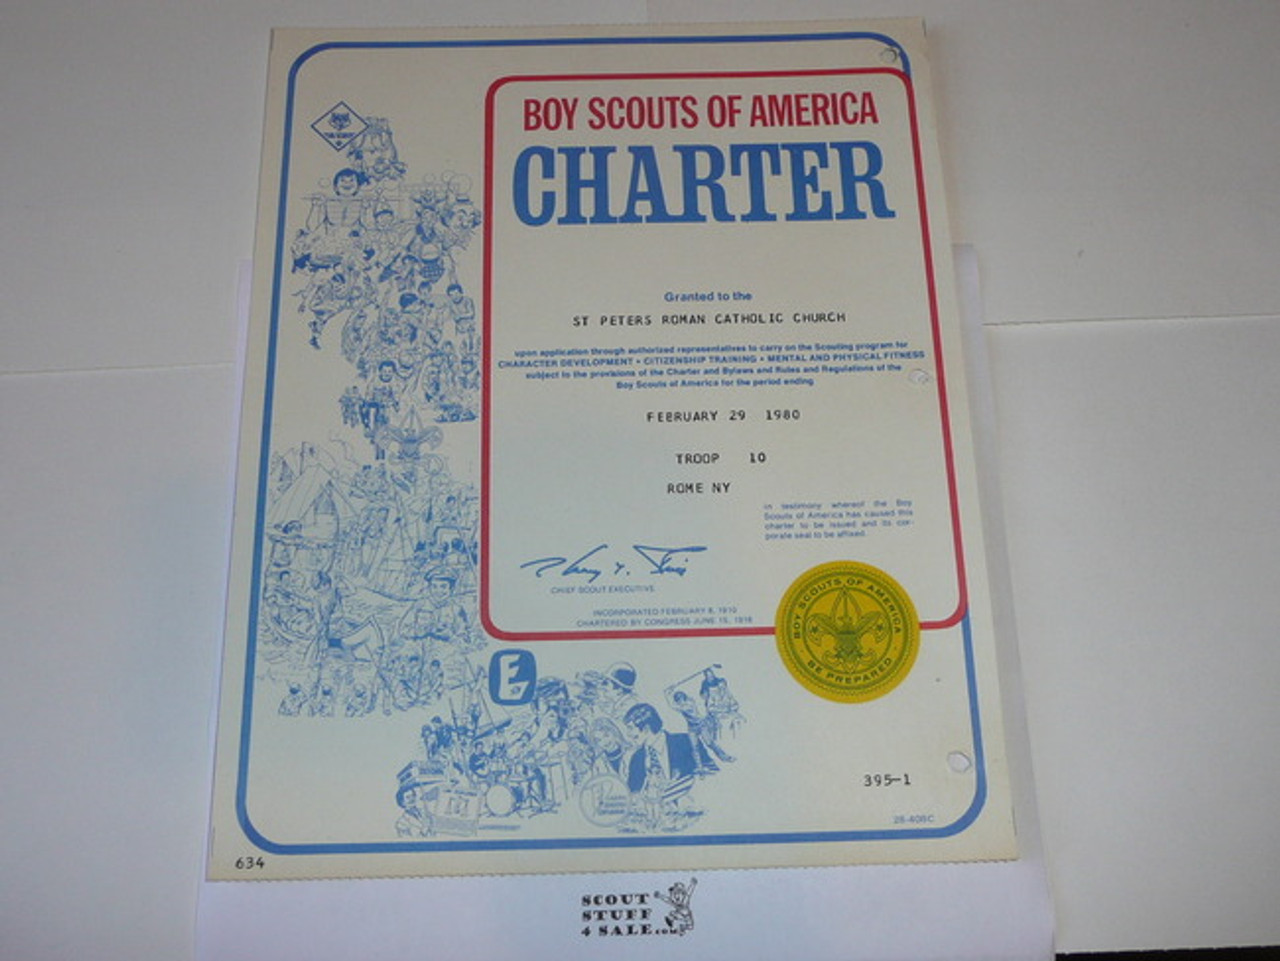 BOY SCOUTS OF AMERICA
CHARTER
Granted to the
ST PETERS ROMAN CATHOLIC CHURCH
upon application through authorized representatives to carry on the Scouting program for
CHARACTER DEVELOPMENT • CITIZENSHIP TRAINING • MENTAL AND PHYSICAL FITNESS
subject to the provisions of the Charter and Bylaws and Rules and Regulations of the
Boy Scouts of America for the period ending
FEBRUARY 29 1980
TROOP 10
ROME NY
In testimony whereof the Boy
Scouts of America has caused this
charter to be issued and its cor-
porate seal to be affixed.
CHIEF SCOUT EXECUTIVE
INCORPORATED FEBRUARY 8, 1910
CHARTERED BY CONGRESS JUNE 15, 1916
BOY SCOUTS OF AMERICA
BE PREPARED
E
395-1
28-408C
634
SCOUT
STUFF
4 SALE.com